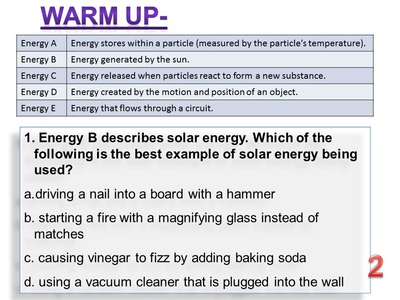 WARM UP-
Energy A Energy stores within a particle (measured by the particle's temperature).
Energy B Energy generated by the sun.
Energy C Energy released when particles react to form a new substance.
Energy D Energy created by the motion and position of an object.
Energy E Energy that flows through a circuit.
1. Energy B describes solar energy. Which of the
following is the best example of solar energy being
used?
a.driving a nail into a board with a hammer
b. starting a fire with a magnifying glass instead of
matches
c. causing vinegar to fizz by adding baking soda
d. using a vacuum cleaner that is plugged into the wall
2